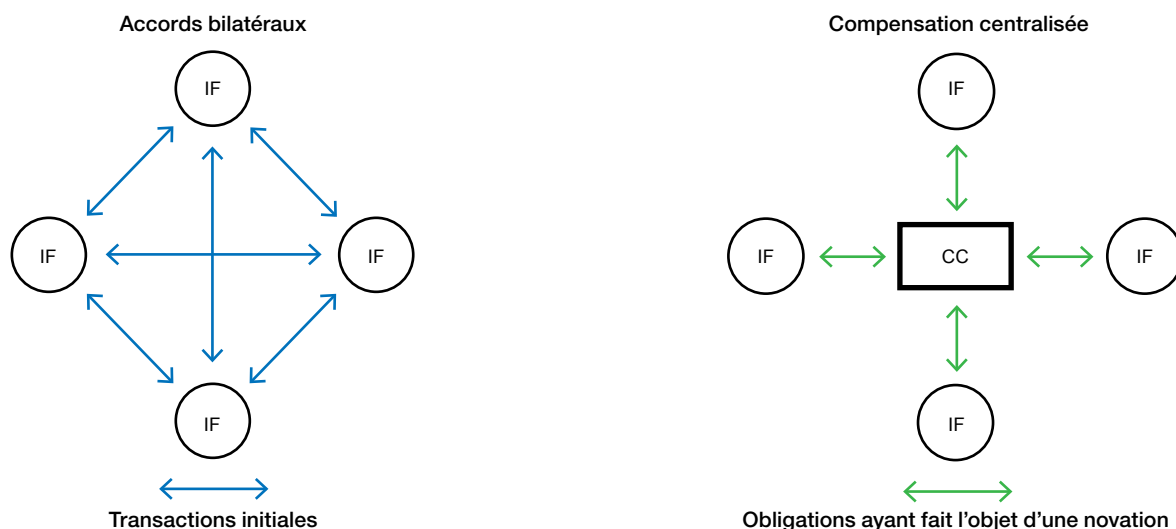 Accords bilatéraux
IF
IF
IF
IF
Transactions initiales
Compensation centralisée
IF
IF
CC
IF
IF
Obligations ayant fait l’objet d’une novation